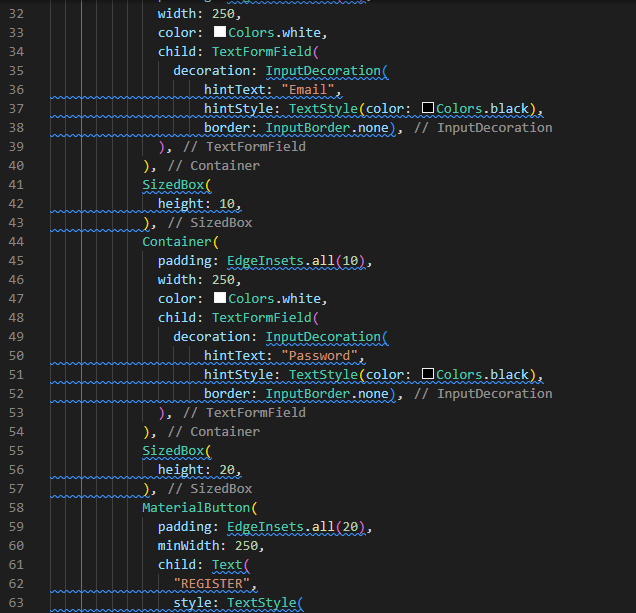 32 width: 250,
33 color: Colors.white,
34 child: TextFormField(
35 decoration: InputDecoration(
36 hintText: "Email",
37 hintStyle: TextStyle(color: Colors.black),
38 border: InputBorder.none), // InputDecoration
39 ), // TextFormField
40 ), // Container
41 SizedBox(
42 height: 10,
43 ), // SizedBox
44 Container(
45 padding: EdgeInsets.all(10),
46 width: 250,
47 color: Colors.white,
48 child: TextFormField(
49 decoration: InputDecoration(
50 hintText: "Password",
51 hintStyle: TextStyle(color: Colors.black),
52 border: InputBorder.none), // InputDecoration
53 ), // TextFormField
54 ), // Container
55 SizedBox(
56 height: 20,
57 ), // SizedBox
58 MaterialButton(
59 padding: EdgeInsets.all(20),
60 minWidth: 250,
61 child: Text(
62 "REGISTER",
63 style: TextStyle(